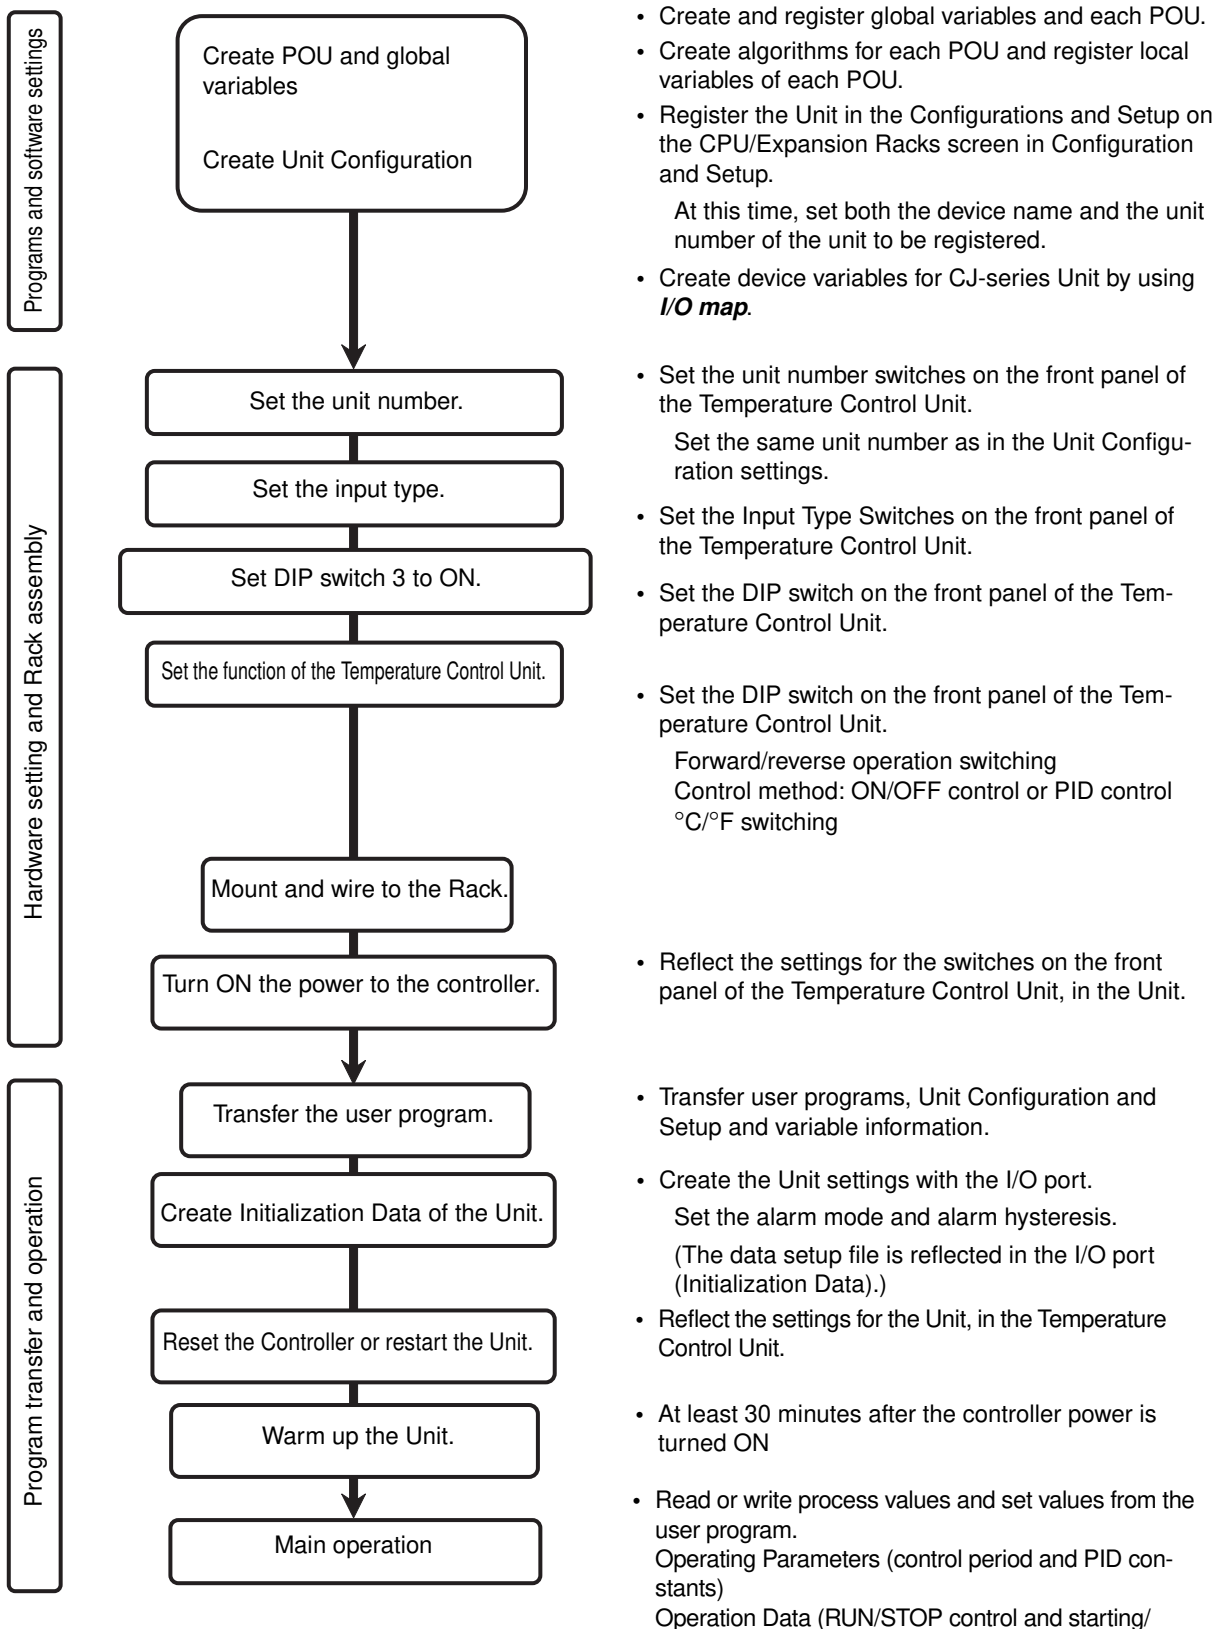 Programs and software settings
Create POU and global
variables
Create Unit Configuration
• Create and register global variables and each POU.
• Create algorithms for each POU and register local
variables of each POU.
• Register the Unit in the Configurations and Setup on
the CPU/Expansion Racks screen in Configuration
and Setup.
At this time, set both the device name and the unit
number of the unit to be registered.
• Create device variables for CJ-series Unit by using
I/O map.
Hardware setting and Rack assembly
Set the unit number.
• Set the unit number switches on the front panel of
the Temperature Control Unit.
Set the same unit number as in the Unit Configu-
ration settings.
Set the input type.
• Set the Input Type Switches on the front panel of
the Temperature Control Unit.
Set DIP switch 3 to ON.
• Set the DIP switch on the front panel of the Tem-
perature Control Unit.
Set the function of the Temperature Control Unit.
• Set the DIP switch on the front panel of the Tem-
perature Control Unit.
Forward/reverse operation switching
Control method: ON/OFF control or PID control
°C/°F switching
Mount and wire to the Rack.
Turn ON the power to the controller.
• Reflect the settings for the switches on the front
panel of the Temperature Control Unit, in the Unit.
Program transfer and operation
Transfer the user program.
• Transfer user programs, Unit Configuration and
Setup and variable information.
Create Initialization Data of the Unit.
• Create the Unit settings with the I/O port.
Set the alarm mode and alarm hysteresis.
(The data setup file is reflected in the I/O port
(Initialization Data).)
Reset the Controller or restart the Unit.
• Reflect the settings for the Unit, in the Temperature
Control Unit.
Warm up the Unit.
• At least 30 minutes after the controller power is
turned ON
Main operation
• Read or write process values and set values from the
user program.
Operating Parameters (control period and PID con-
stants)
Operation Data (RUN/STOP control and starting/